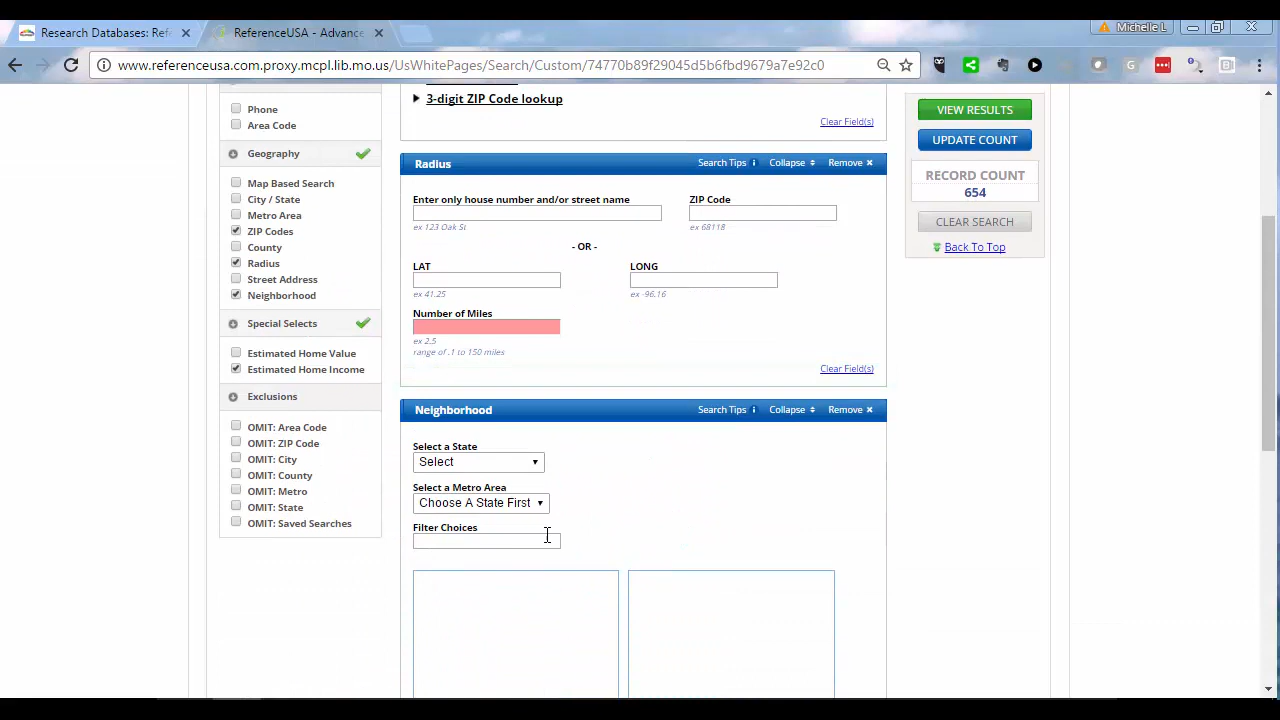 Research Databases: Ref
ReferenceUSA - Advance
Michelle L
www.referenceusa.com.proxy.mcpl.lib.mo.us/UsWhitePages/Search/Custom/74770b89f29045d5b6fbd9679a7e92c0
Phone
Area Code
Geography
Map Based Search
City / State
Metro Area
ZIP Codes
County
Radius
Street Address
Neighborhood
Special Selects
Estimated Home Value
Estimated Home Income
Exclusions
OMIT: Area Code
OMIT: ZIP Code
OMIT: City
OMIT: County
OMIT: Metro
OMIT: State
OMIT: Saved Searches
3-digit ZIP Code lookup
Clear Field(s)
Radius Search Tips Collapse Remove
Enter only house number and/or street name ZIP Code
ex 123 Oak St ex 68118
- OR -
LAT LONG
ex 41.25 ex -96.16
Number of Miles
ex 2.5
range of .1 to 150 miles
Clear Field(s)
Neighborhood Search Tips Collapse Remove
Select a State
Select
Select a Metro Area
Choose A State First
Filter Choices
VIEW RESULTS
UPDATE COUNT
RECORD COUNT
654
CLEAR SEARCH
Back To Top